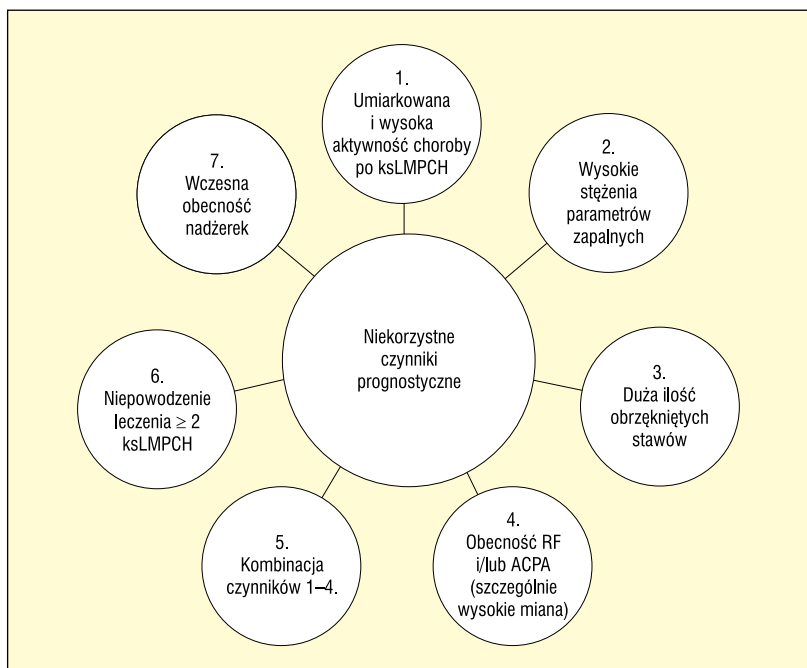 1.
Umiarkowana
i wysoka
aktywność choroby
po ksLMPCH
2.
Wysokie
stężenia
parametrów
zapalnych
3.
Duża ilość
obrzękniętych
stawów
4.
Obecność RF
i/lub ACPA
(szczególnie
wysokie miana)
5.
Kombinacja
czynników 1–4.
6.
Niepowodzenie
leczenia ≥ 2
ksLMPCH
7.
Wczesna
obecność
nadżerek
Niekorzystne
czynniki
prognostyczne